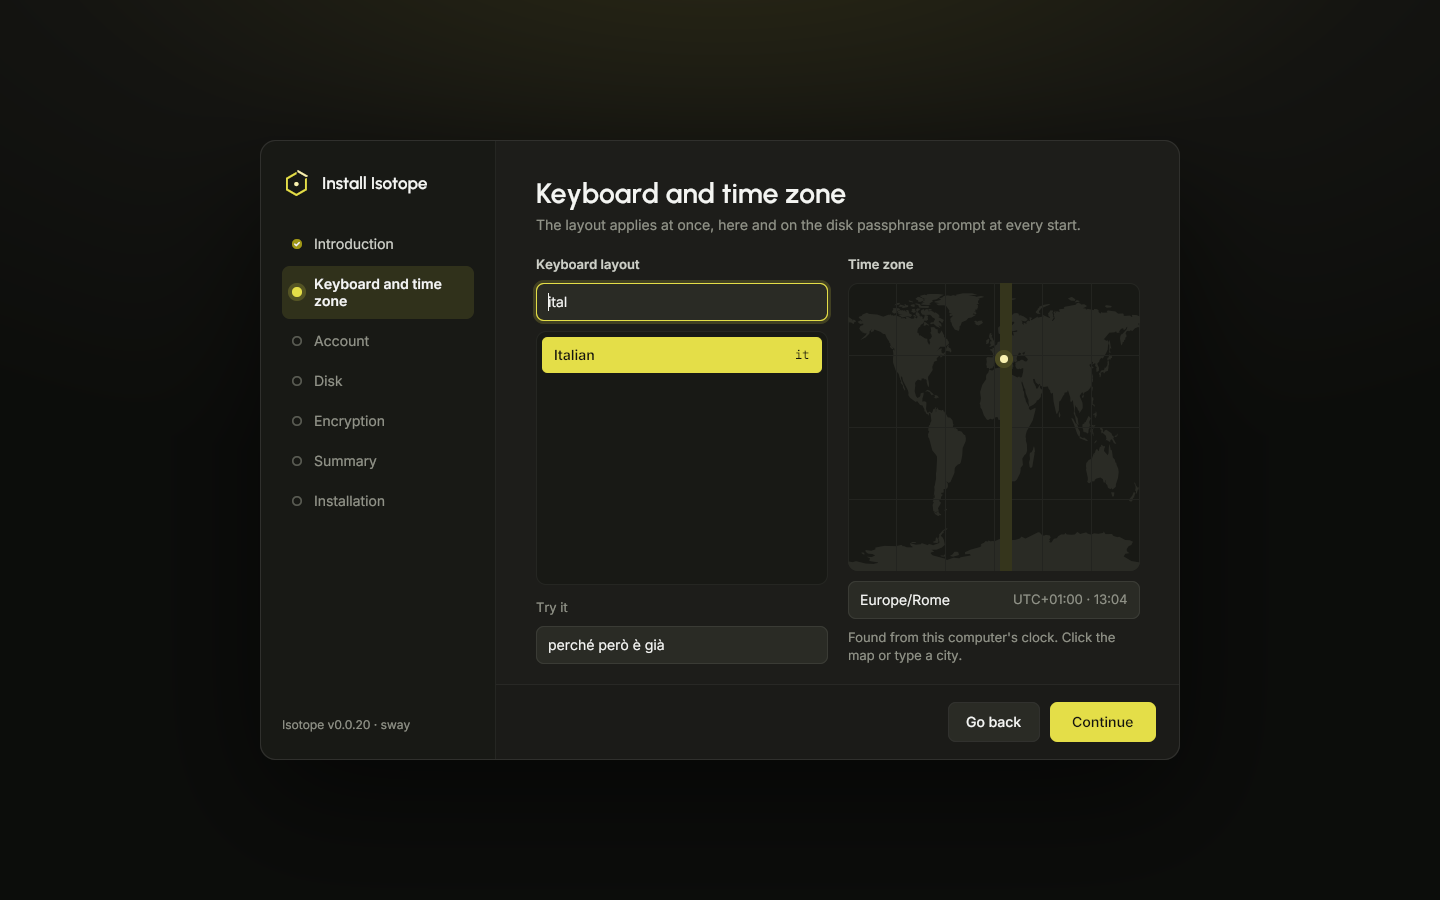 Install Isotope
Introduction
Keyboard and time
zone
Account
Disk
Encryption
Summary
Installation
Isotope v0.0.20 · sway
Keyboard and time zone
The layout applies at once, here and on the disk passphrase prompt at every start.
Keyboard layout
ital
Italian it
Try it
perché però è già
Time zone
Europe/Rome UTC+01:00 · 13:04
Found from this computer's clock. Click the
map or type a city.
Go back
Continue